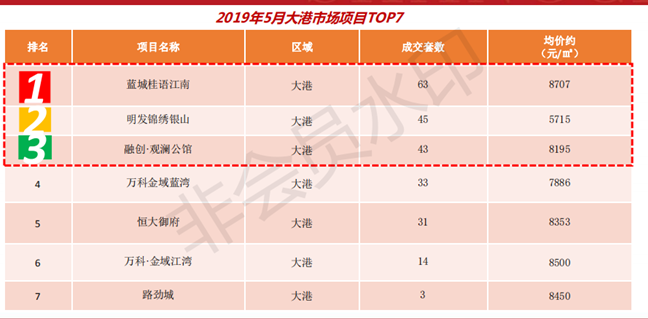 2019年5月大港市场项目TOP7
排名 项目名称 区域 成交套数 均价约
(元/㎡)
1 蓝城桂语江南 大港 63 8707
2 明发锦绣银山 大港 45 5715
3 融创·观澜公馆 大港 43 8195
4 万科金域蓝湾 大港 33 7886
5 恒大御府 大港 31 8353
6 万科·金域江湾 大港 14 8500
7 路劲城 大港 3 8450
非会员水印